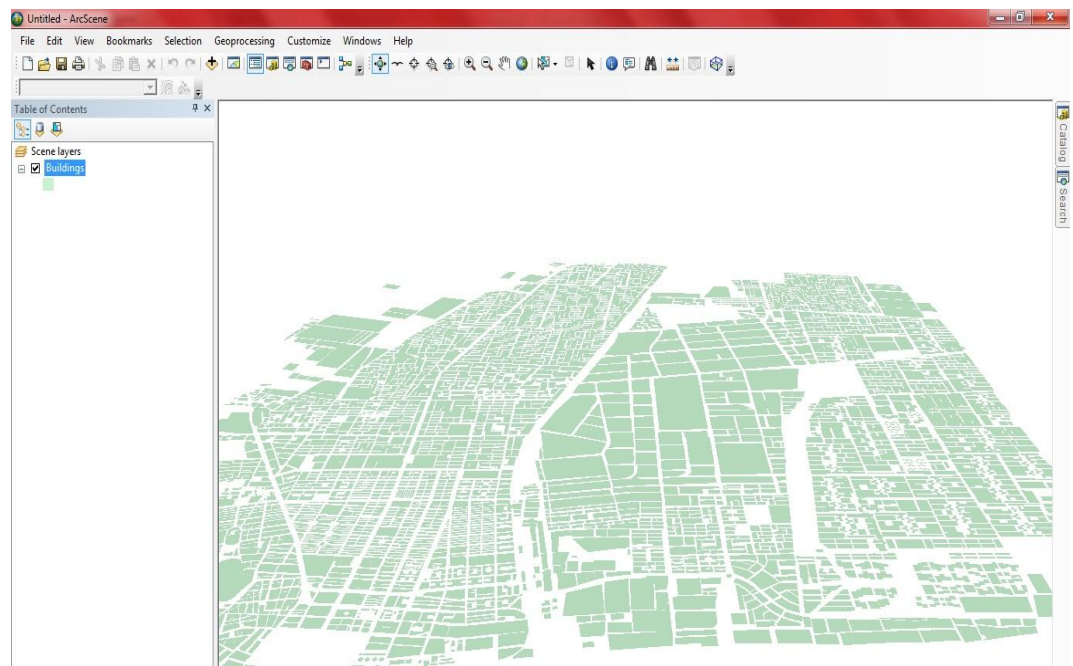 Untitled - ArcScene
File Edit View Bookmarks Selection Geoprocessing Customize Windows Help
Table of Contents
Scene layers
Buildings
Catalog
Search